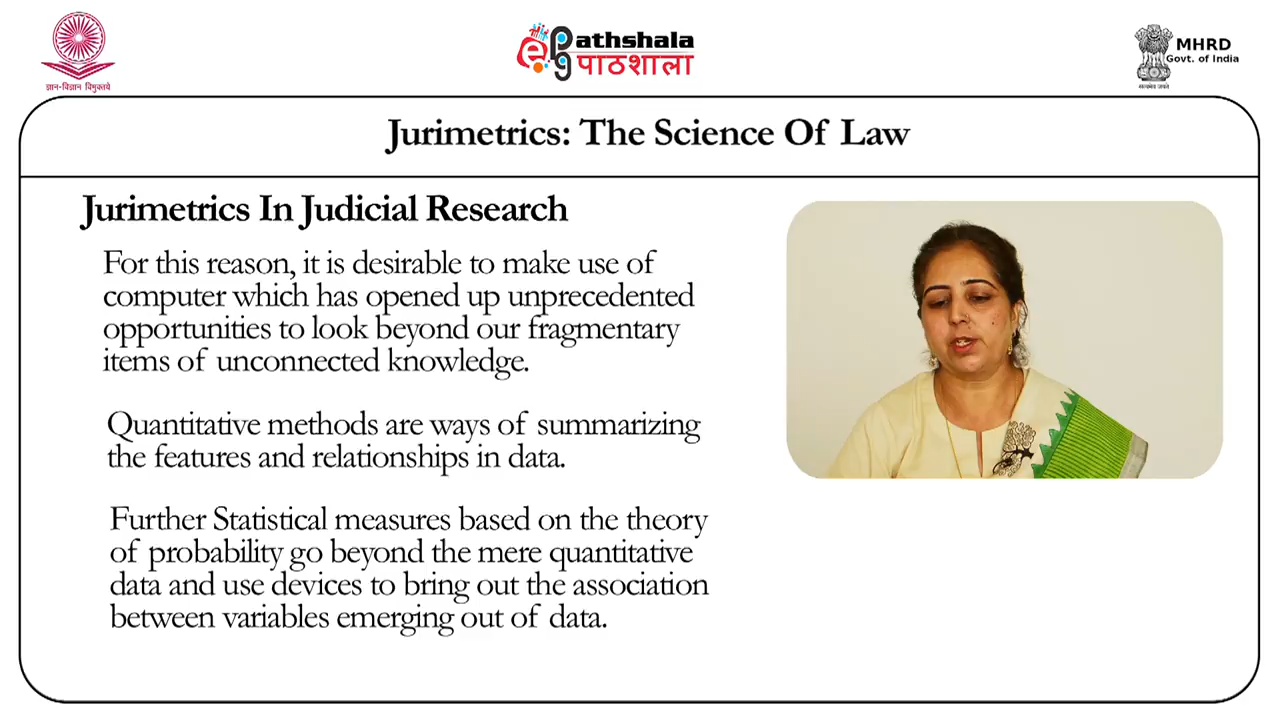 ज्ञान-विज्ञान विमुक्तये
epg Pathshala
पाठशाला
MHRD
Govt. of India
सत्यमेव जयते
Jurimetrics: The Science Of Law
Jurimetrics In Judicial Research
For this reason, it is desirable to make use of
computer which has opened up unprecedented
opportunities to look beyond our fragmentary
items of unconnected knowledge.
Quantitative methods are ways of summarizing
the features and relationships in data.
Further Statistical measures based on the theory
of probability go beyond the mere quantitative
data and use devices to bring out the association
between variables emerging out of data.